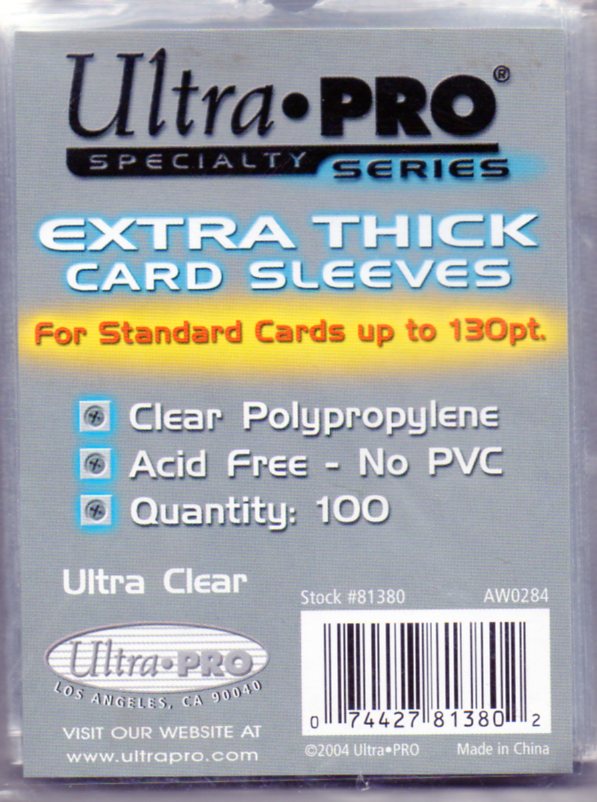 Ultra•PRO®
SPECIALTY SERIES
EXTRA THICK
CARD SLEEVES
For Standard Cards up to 130pt.
Clear Polypropylene
Acid Free - No PVC
Quantity: 100
Ultra Clear
Stock #81380 AW0284
Ultra•PRO
LOS ANGELES, CA 90040
0 74427 81380 2
VISIT OUR WEBSITE AT
www.ultrapro.com
©2004 Ultra•PRO Made in China